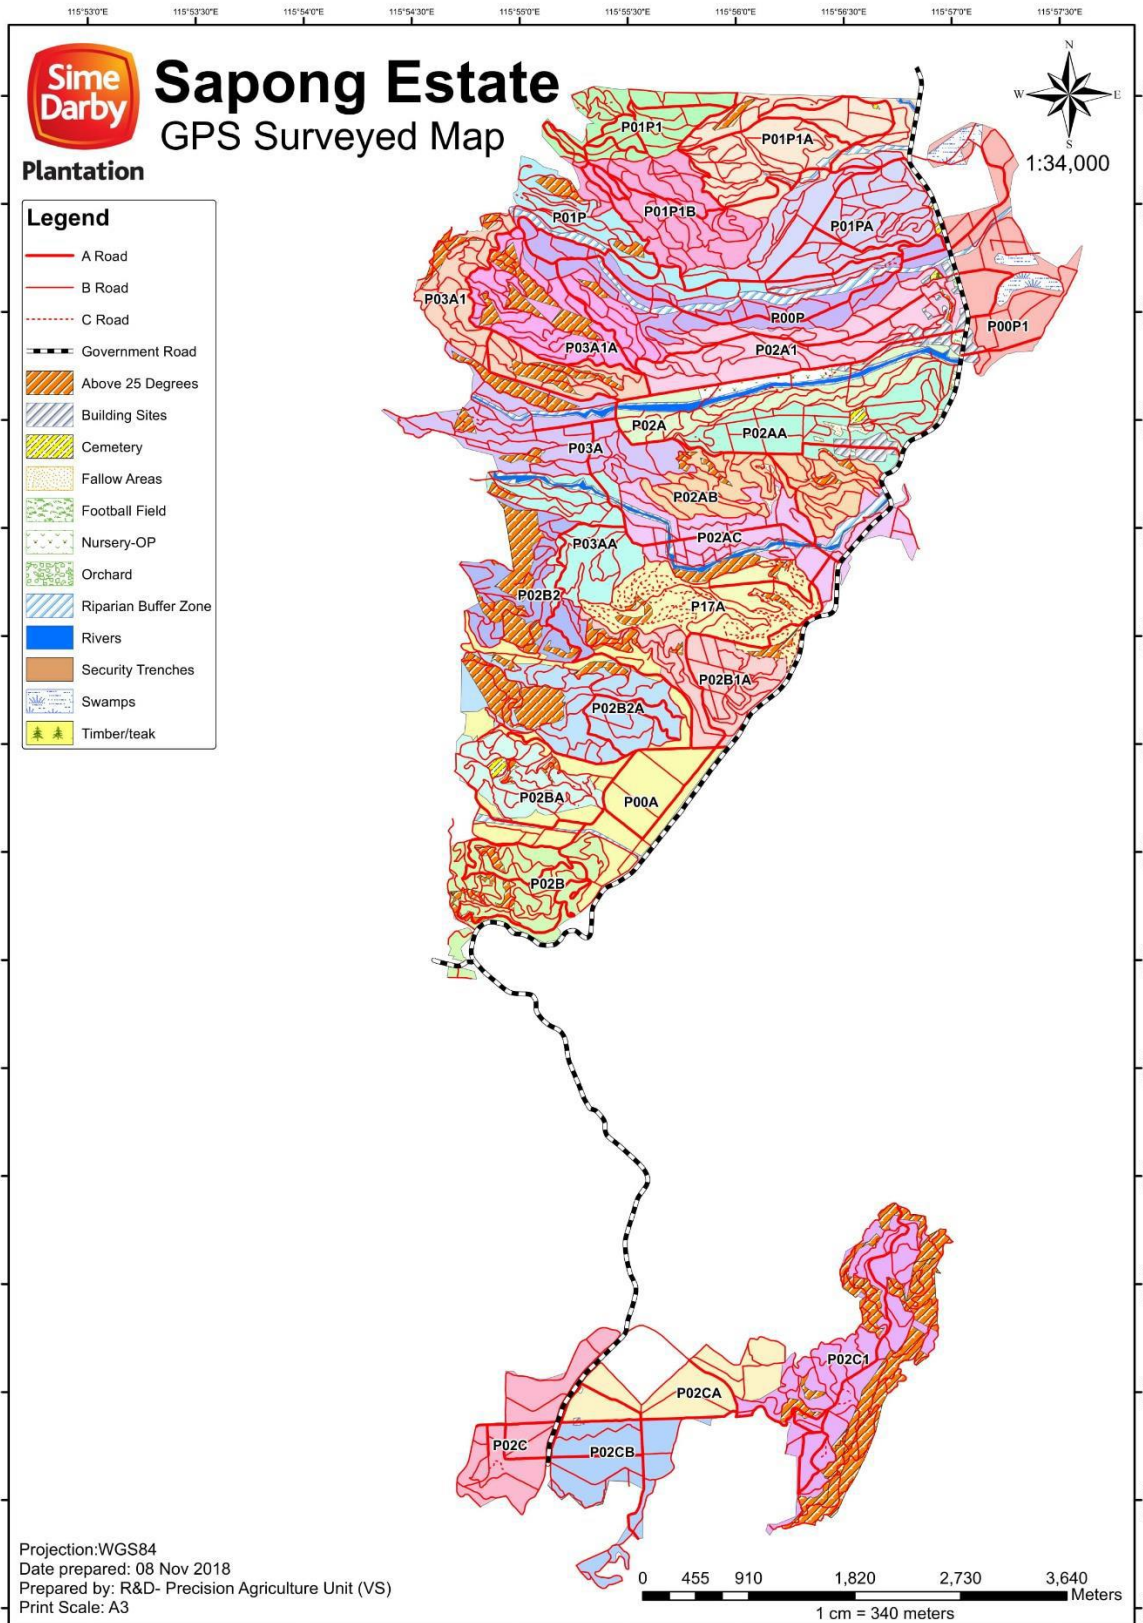 115°53'0"E 115°53'30"E 115°54'0"E 115°54'30"E 115°55'0"E 115°55'30"E 115°56'0"E 115°56'30"E 115°57'0"E 115°57'30"E
Sime
Darby
Plantation
Sapong Estate
GPS Surveyed Map
N
W E
S
1:34,000
Legend
A Road
B Road
C Road
Government Road
Above 25 Degrees
Building Sites
Cemetery
Fallow Areas
Football Field
Nursery-OP
Orchard
Riparian Buffer Zone
Rivers
Security Trenches
Swamps
Timber/teak
P01P1
P01P1A
P01P1B
P01P
P01PA
P03A1
P00P
P00P1
P03A1A
P02A1
P02A
P02AA
P03A
P02AB
P02AC
P03AA
P02B2
P17A
P02B1A
P02B2A
P02BA
P00A
P02B
P02C1
P02CA
P02C
P02CB
Projection:WGS84
Date prepared: 08 Nov 2018
Prepared by: R&D- Precision Agriculture Unit (VS)
Print Scale: A3
0 455 910 1,820 2,730 3,640
Meters
1 cm = 340 meters